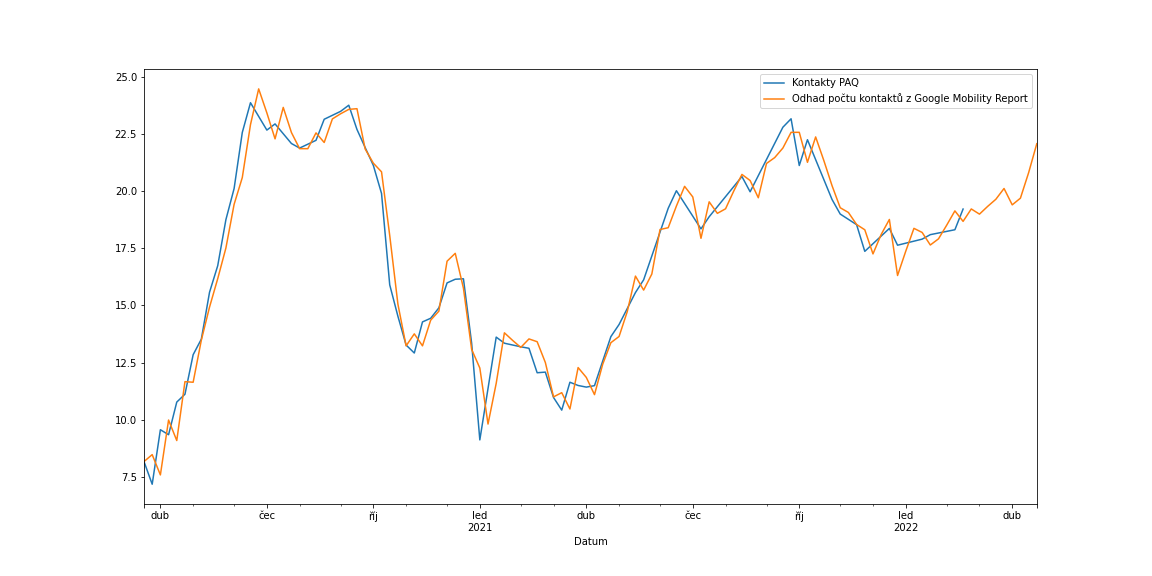 Kontakty PAQ
Odhad počtu kontaktů z Google Mobility Report
25.0
22.5
20.0
17.5
15.0
12.5
10.0
7.5
dub čec říj led dub čec říj led dub
2021 2022
Datum